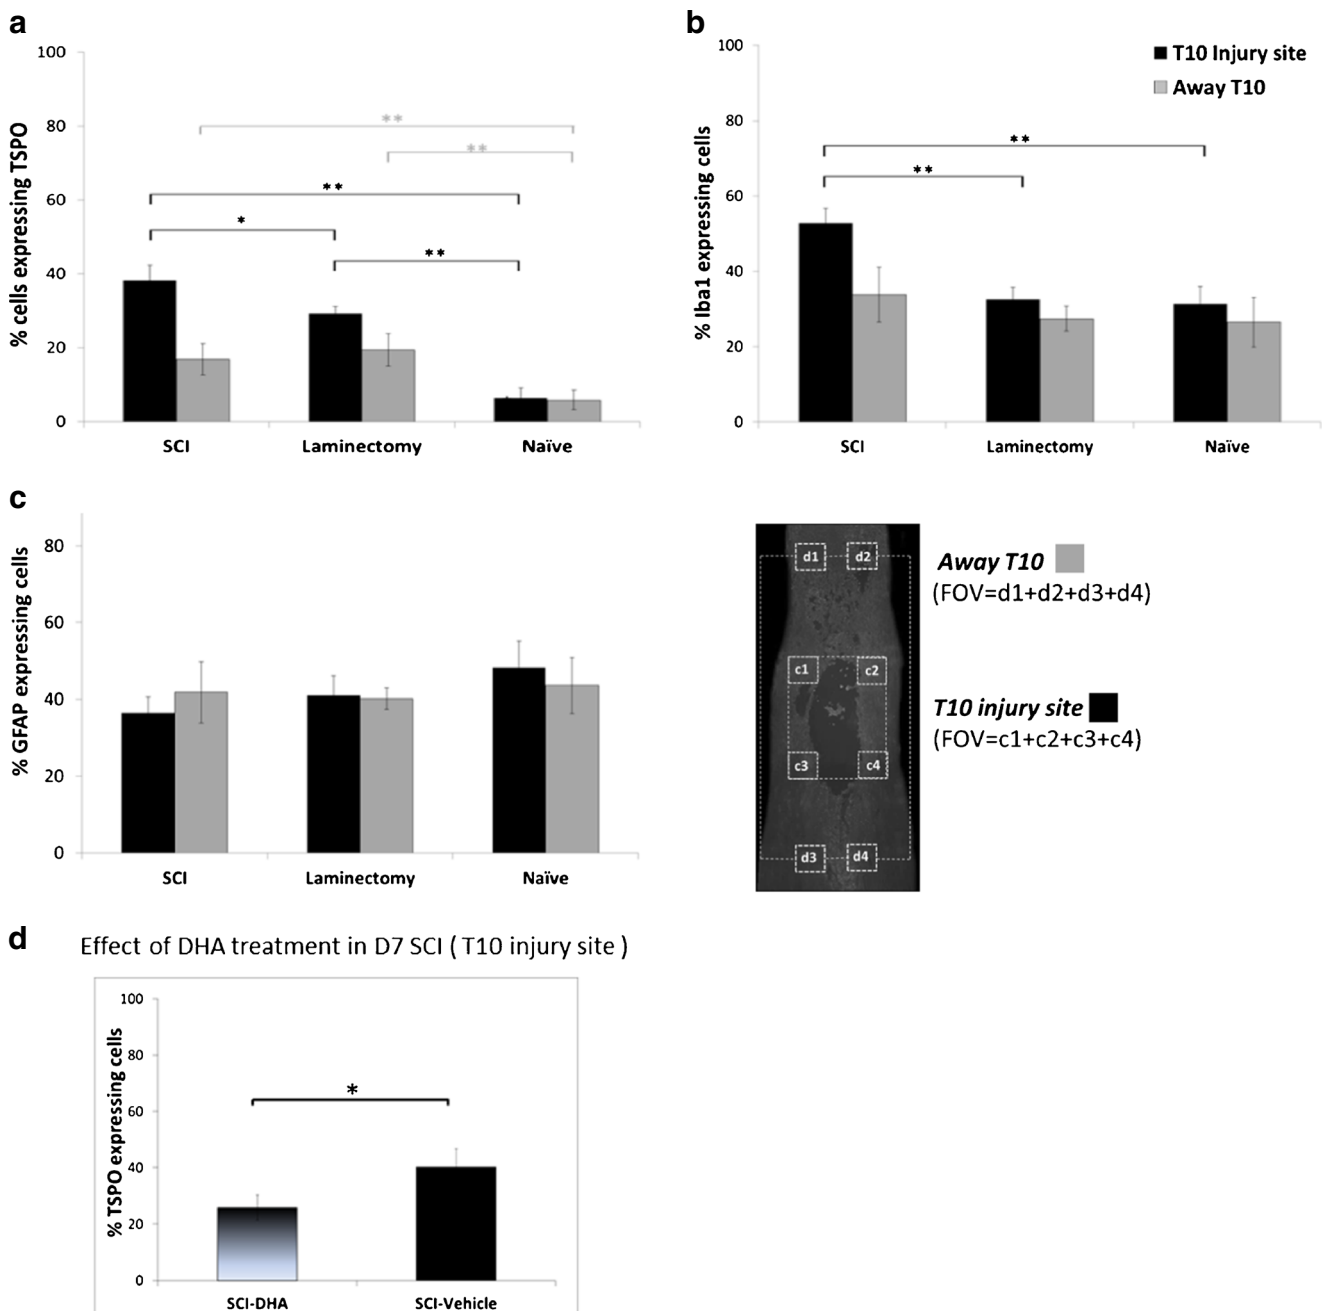 a
100
80
60
40
20
0
% cells expressing TSPO
**
**
**
*
**
SCI
Laminectomy
Naïve
b
100
80
60
40
20
0
% Iba1 expressing cells
T10 Injury site
Away T10
**
**
SCI
Laminectomy
Naïve
c
80
60
40
20
0
% GFAP expressing cells
SCI
Laminectomy
Naïve
d1 d2
c1 c2
c3 c4
d3 d4
Away T10
(FOV=d1+d2+d3+d4)
T10 injury site
(FOV=c1+c2+c3+c4)
d
Effect of DHA treatment in D7 SCI ( T10 injury site )
100
80
60
40
20
0
% TSPO expressing cells
*
SCI-DHA
SCI-Vehicle